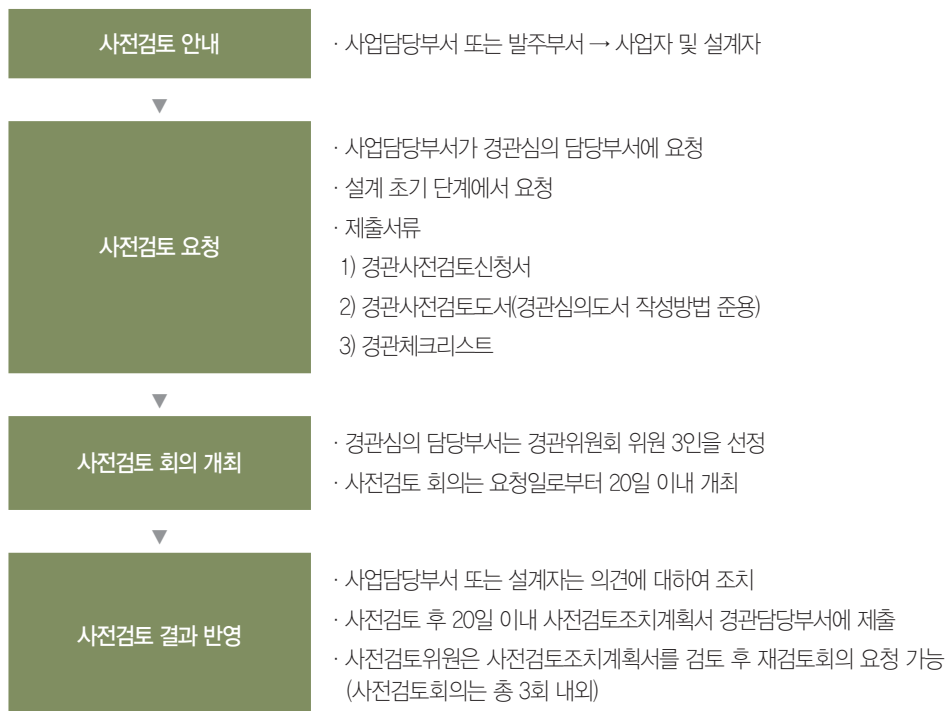 사전검토 안내
· 사업담당부서 또는 발주부서 → 사업자 및 설계자
▼
사전검토 요청
· 사업담당부서가 경관심의 담당부서에 요청
· 설계 초기 단계에서 요청
· 제출서류
1) 경관사전검토신청서
2) 경관사전검토도서(경관심의도서 작성방법 준용)
3) 경관체크리스트
▼
사전검토 회의 개최
· 경관심의 담당부서는 경관위원회 위원 3인을 선정
· 사전검토 회의는 요청일로부터 20일 이내 개최
▼
사전검토 결과 반영
· 사업담당부서 또는 설계자는 의견에 대하여 조치
· 사전검토 후 20일 이내 사전검토조치계획서 경관담당부서에 제출
· 사전검토위원은 사전검토조치계획서를 검토 후 재검토회의 요청 가능
(사전검토회의는 총 3회 내외)